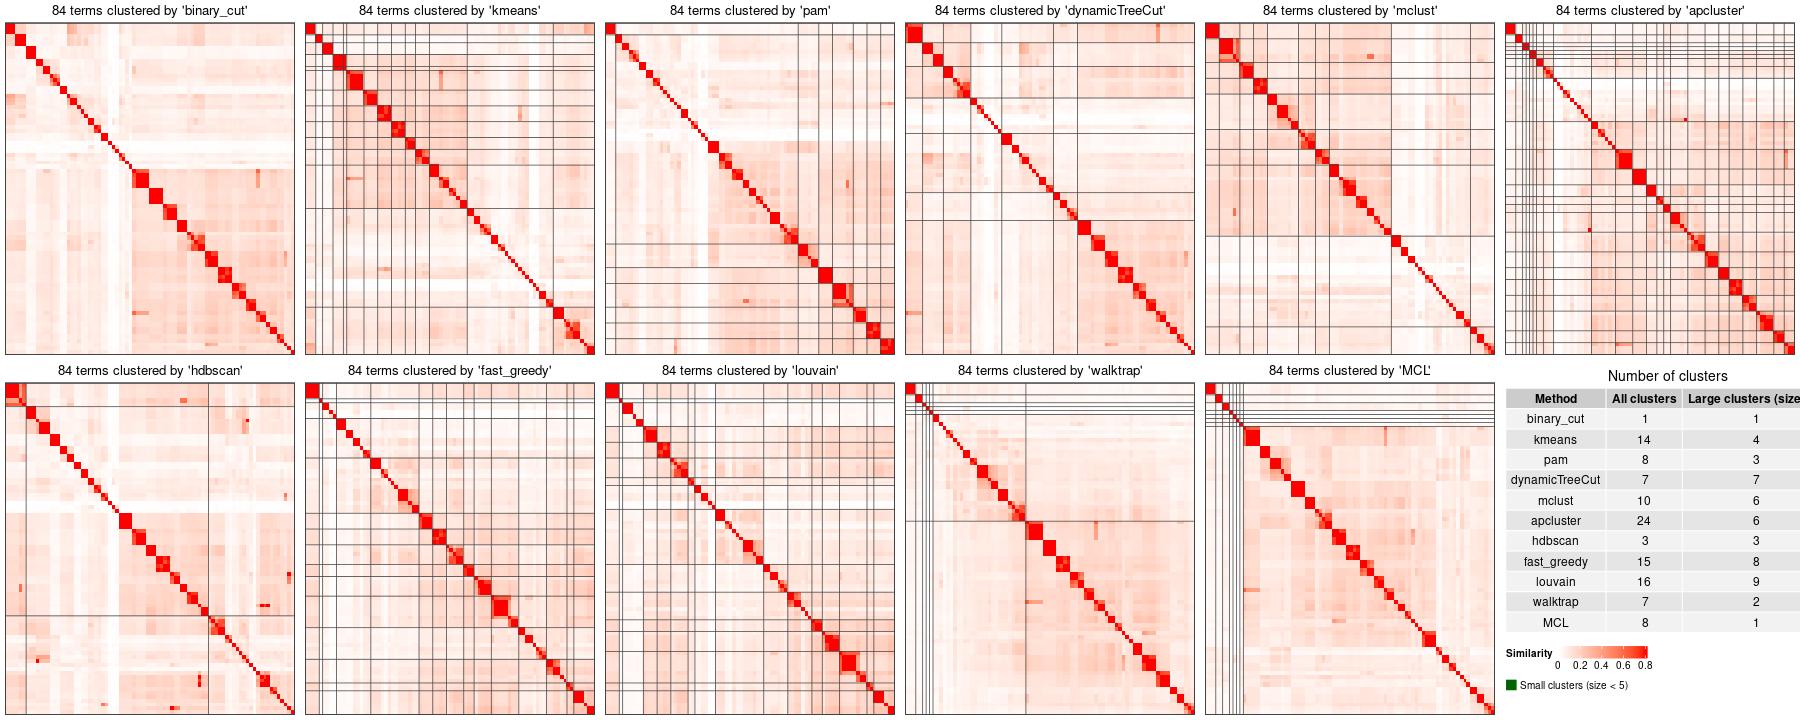 84 terms clustered by 'binary_cut'
84 terms clustered by 'kmeans'
84 terms clustered by 'pam'
84 terms clustered by 'dynamicTreeCut'
84 terms clustered by 'mclust'
84 terms clustered by 'apcluster'
84 terms clustered by 'hdbscan'
84 terms clustered by 'fast_greedy'
84 terms clustered by 'louvain'
84 terms clustered by 'walktrap'
84 terms clustered by 'MCL'
Number of clusters
Method All clusters Large clusters (size
binary_cut 1 1
kmeans 14 4
pam 8 3
dynamicTreeCut 7 7
mclust 10 6
apcluster 24 6
hdbscan 3 3
fast_greedy 15 8
louvain 16 9
walktrap 7 2
MCL 8 1
Similarity
0 0.2 0.4 0.6 0.8
Small clusters (size < 5)